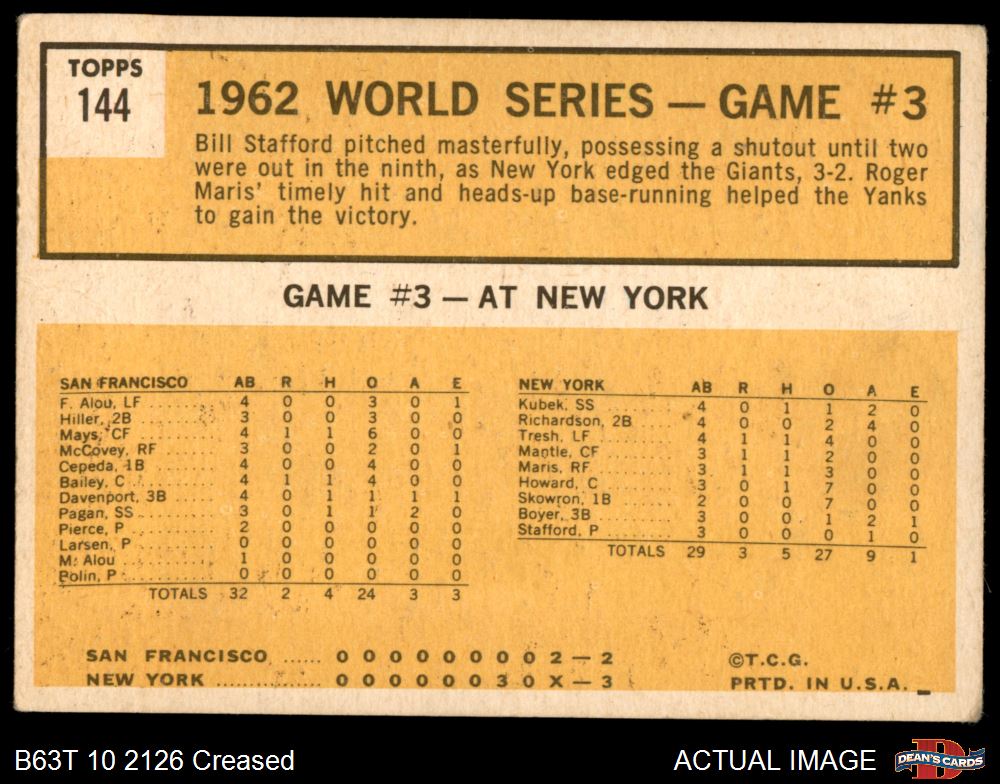 TOPPS
144
1962 WORLD SERIES — GAME #3
Bill Stafford pitched masterfully, possessing a shutout until two
were out in the ninth, as New York edged the Giants, 3-2. Roger
Maris' timely hit and heads-up base-running helped the Yanks
to gain the victory.
GAME #3 — AT NEW YORK
SAN FRANCISCO AB R H O A E
F. Alou, LF ........ 4 0 0 3 0 1
Hiller, 2B ........ 3 0 0 3 0 0
Mays, CF ........ 4 1 1 6 0 0
McCovey, RF ........ 3 0 0 2 0 1
Cepeda, 1B ........ 4 0 0 4 0 0
Bailey, C ........ 4 1 1 4 0 0
Davenport, 3B ...... 4 0 1 1 1 1
Pagan, SS ........ 3 0 1 1 2 0
Pierce, P ........ 2 0 0 0 0 0
Larsen, P ........ 0 0 0 0 0 0
M. Alou ........ 1 0 0 0 0 0
Bolin, P ........ 0 0 0 0 0 0
TOTALS 32 2 4 24 3 3
NEW YORK AB R H O A E
Kubek, SS ........ 4 0 1 1 2 0
Richardson, 2B ..... 4 0 0 2 4 0
Tresh, LF ........ 4 1 1 4 0 0
Mantle, CF ........ 3 1 1 2 0 0
Maris, RF ........ 3 1 1 3 0 0
Howard, C ........ 3 0 1 7 0 0
Skowron, 1B ........ 2 0 0 7 0 0
Boyer, 3B ........ 3 0 0 1 2 1
Stafford, P ........ 3 0 0 0 1 0
TOTALS 29 3 5 27 9 1
SAN FRANCISCO ...... 0 0 0 0 0 0 0 0 2 — 2
NEW YORK ................ 0 0 0 0 0 0 3 0 X — 3
©T.C.G.
PRTD. IN U.S.A.
B63T 10 2126 Creased
ACTUAL IMAGE
D
DEAN'S CARDS